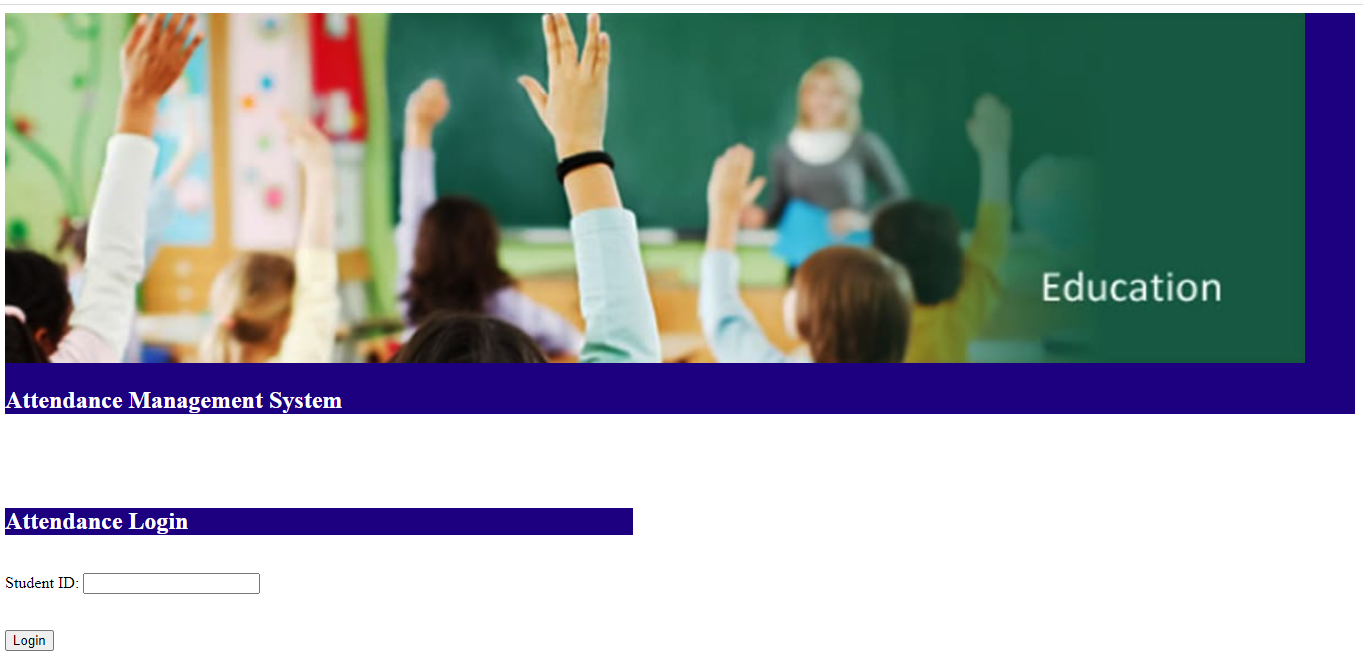 Education
Attendance Management System
Attendance Login
Student ID:
Login